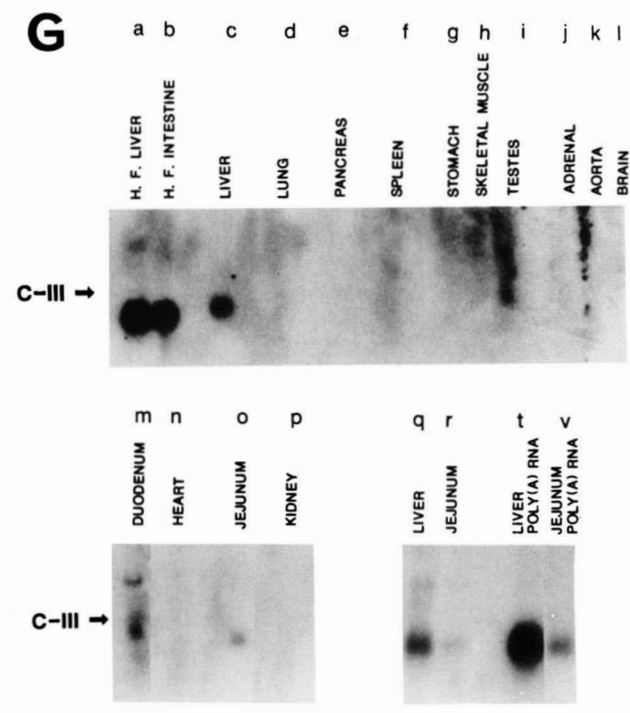 G
a b c d e f g h i j k l
H. F. LIVER
H. F. INTESTINE
LIVER
LUNG
PANCREAS
SPLEEN
STOMACH
SKELETAL MUSCLE
TESTES
ADRENAL
AORTA
BRAIN
C-III →
m n o p
DUODENUM
HEART
JEJUNUM
KIDNEY
C-III →
q r t v
LIVER
JEJUNUM
LIVER
POLY(A) RNA
JEJUNUM
POLY(A) RNA